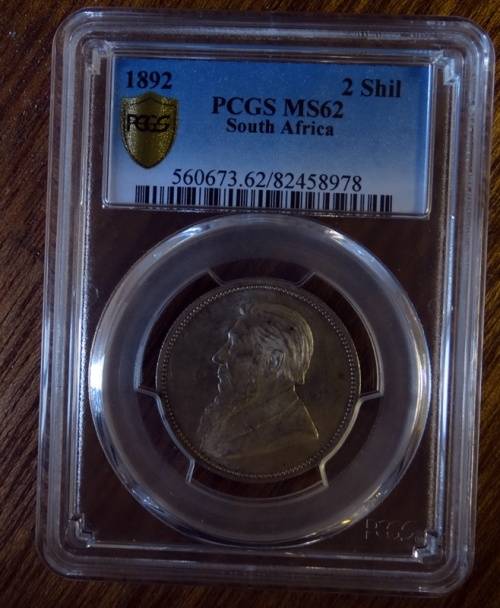 1892 2 Shil
PCGS PCGS MS62
South Africa
560673.62/82458978
PCGS